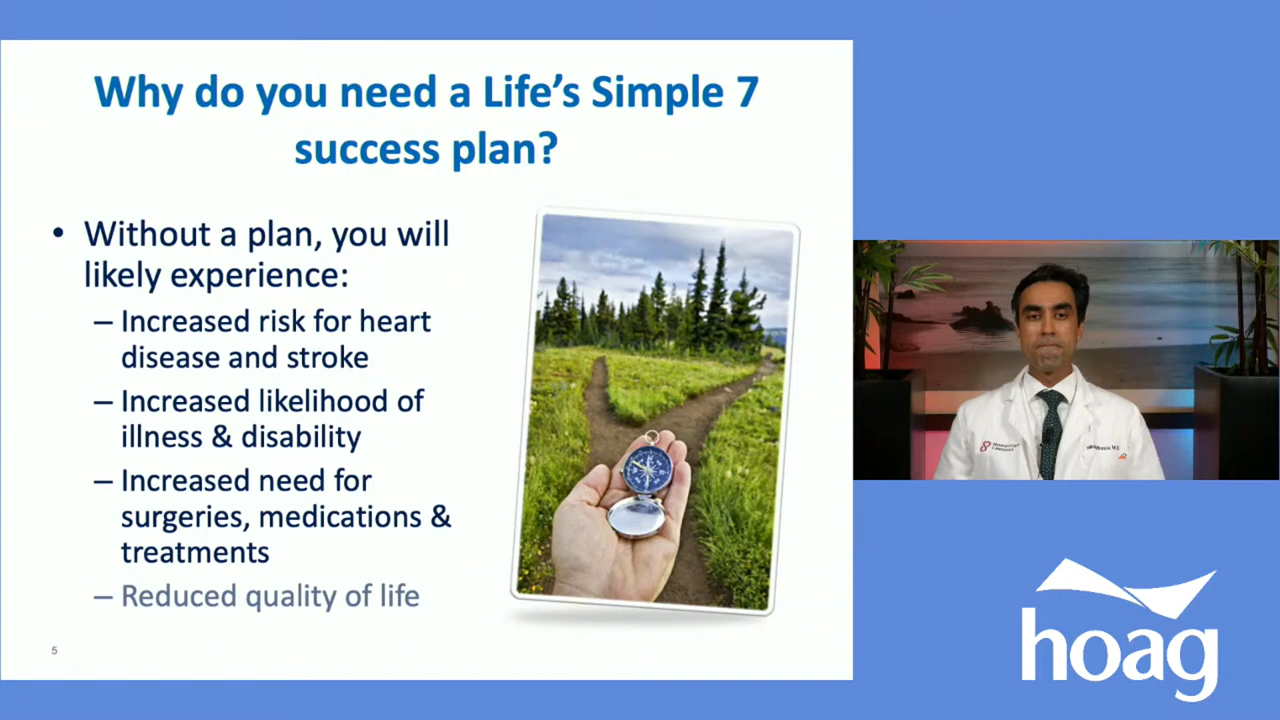 Why do you need a Life's Simple 7
success plan?
• Without a plan, you will
likely experience:
– Increased risk for heart
disease and stroke
– Increased likelihood of
illness & disability
– Increased need for
surgeries, medications &
treatments
– Reduced quality of life
5
hoag